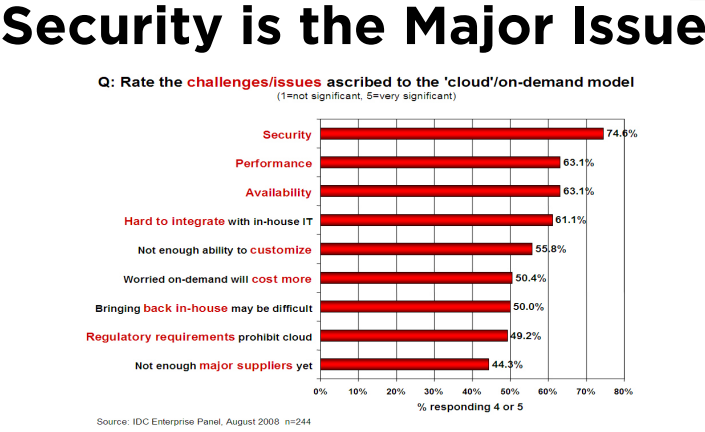 Security is the Major Issue
Q: Rate the challenges/issues ascribed to the 'cloud'/on-demand model
(1=not significant, 5=very significant)
Security 74.6%
Performance 63.1%
Availability 63.1%
Hard to integrate with in-house IT 61.1%
Not enough ability to customize 55.8%
Worried on-demand will cost more 50.4%
Bringing back in-house may be difficult 50.0%
Regulatory requirements prohibit cloud 49.2%
Not enough major suppliers yet 44.3%
0% 10% 20% 30% 40% 50% 60% 70% 80%
% responding 4 or 5
Source: IDC Enterprise Panel, August 2008 n=244